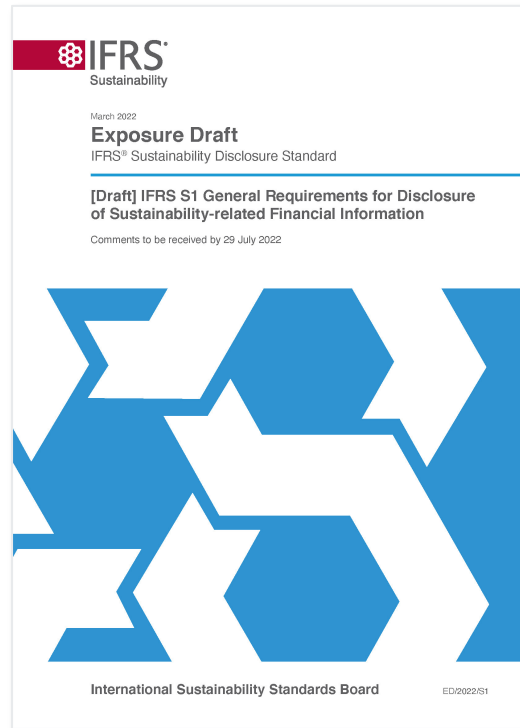 IFRS®
Sustainability
March 2022
Exposure Draft
IFRS® Sustainability Disclosure Standard
[Draft] IFRS S1 General Requirements for Disclosure
of Sustainability-related Financial Information
Comments to be received by 29 July 2022
International Sustainability Standards Board
ED/2022/S1